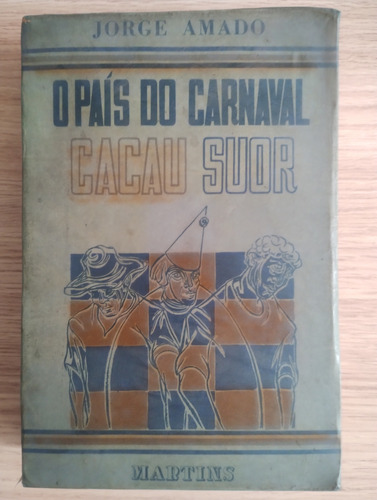 JORGE AMADO
O PAÍS DO CARNAVAL
CACAU SUOR
MARTINS